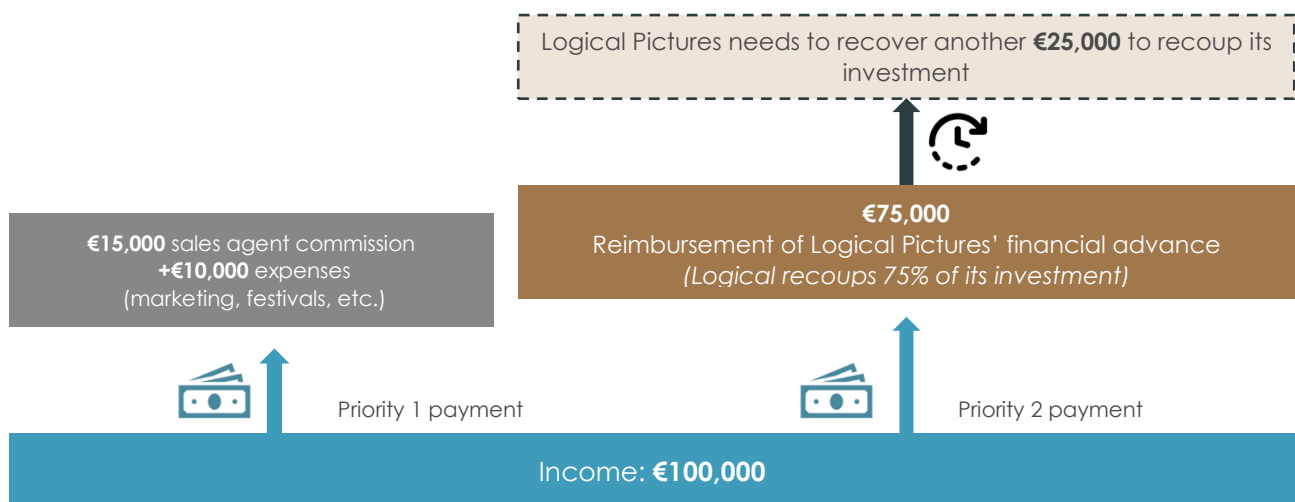 Logical Pictures needs to recover another €25,000 to recoup its
investment
€15,000 sales agent commission
+€10,000 expenses
(marketing, festivals, etc.)
€75,000
Reimbursement of Logical Pictures’ financial advance
(Logical recoups 75% of its investment)
Priority 1 payment
Priority 2 payment
Income: €100,000